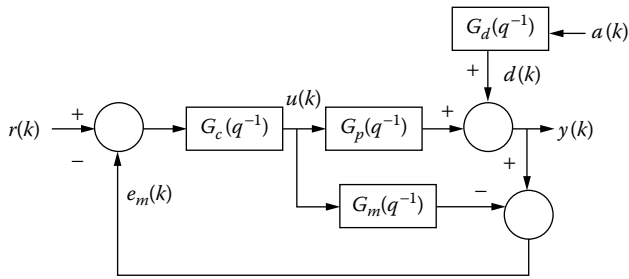 G_d(q⁻¹)
a(k)
+
d(k)
r(k)
+
−
G_c(q⁻¹)
u(k)
G_p(q⁻¹)
+
y(k)
+
e_m(k)
G_m(q⁻¹)
−